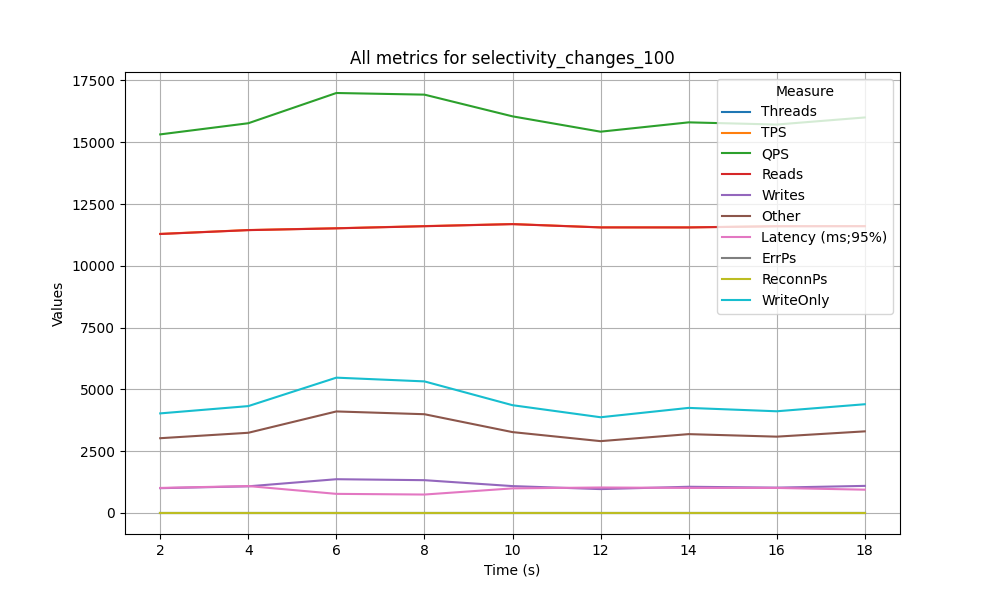 All metrics for selectivity_changes_100
17500
15000
12500
10000
7500
5000
2500
0
Values
2 4 6 8 10 12 14 16 18
Time (s)
Measure
Threads
TPS
QPS
Reads
Writes
Other
Latency (ms;95%)
ErrPs
ReconnPs
WriteOnly